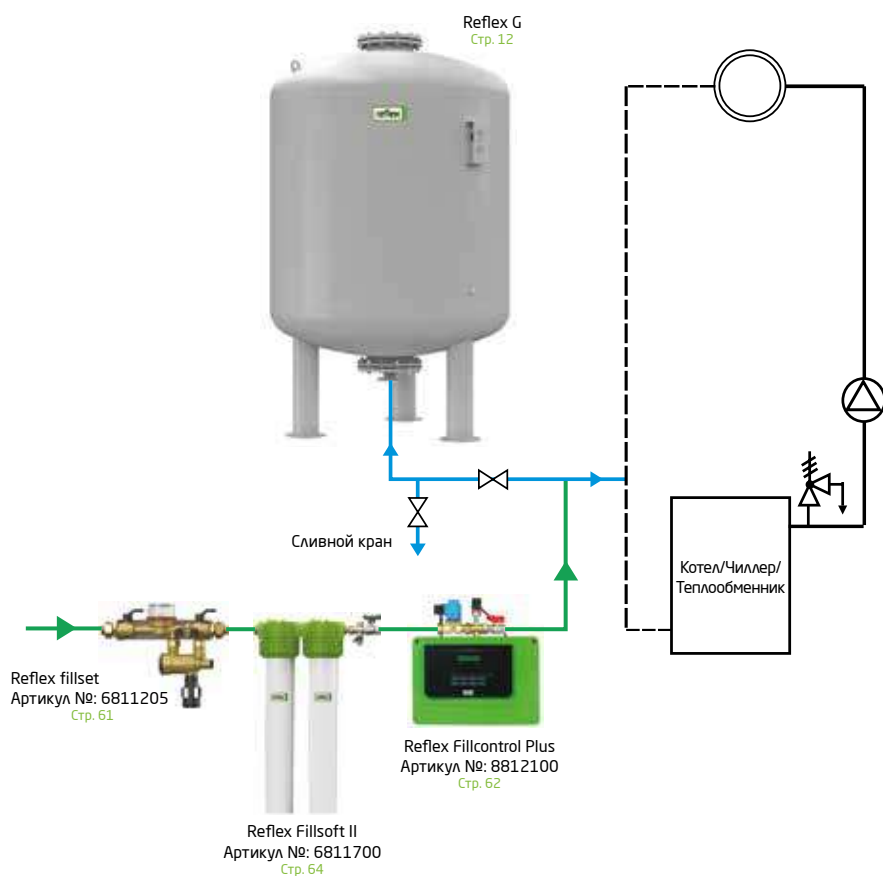 Reflex G
Стр. 12
reflex
Сливной кран
Котел/Чиллер/
Теплообменник
Reflex fillset
Артикул №: 6811205
Стр. 61
Reflex Fillcontrol Plus
Артикул №: 8812100
Стр. 62
Reflex Fillsoft II
Артикул №: 6811700
Стр. 64